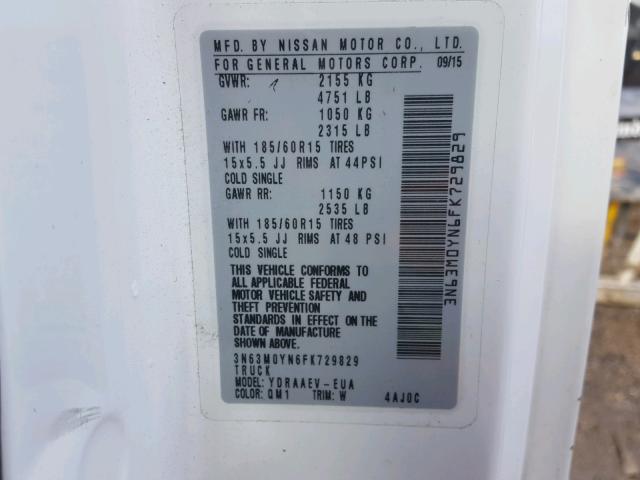 MFD. BY NISSAN MOTOR CO., LTD.
FOR GENERAL MOTORS CORP. 09/15
GVWR: 2155 KG
4751 LB
GAWR FR: 1050 KG
2315 LB
WITH 185/60R15 TIRES
15x5.5 JJ RIMS AT 44PSI
COLD SINGLE
GAWR RR: 1150 KG
2535 LB
WITH 185/60R15 TIRES
15x5.5 JJ RIMS AT 48 PSI
COLD SINGLE
THIS VEHICLE CONFORMS TO
ALL APPLICABLE FEDERAL
MOTOR VEHICLE SAFETY AND
THEFT PREVENTION
STANDARDS IN EFFECT ON THE
DATE OF MANUFACTURE
SHOWN ABOVE.
3N63M0YN6FK729829
TRUCK
MODEL: YDRAAEV-EUA
COLOR: QM1 TRIM: W 4AJ0C
3N63M0YN6FK729829